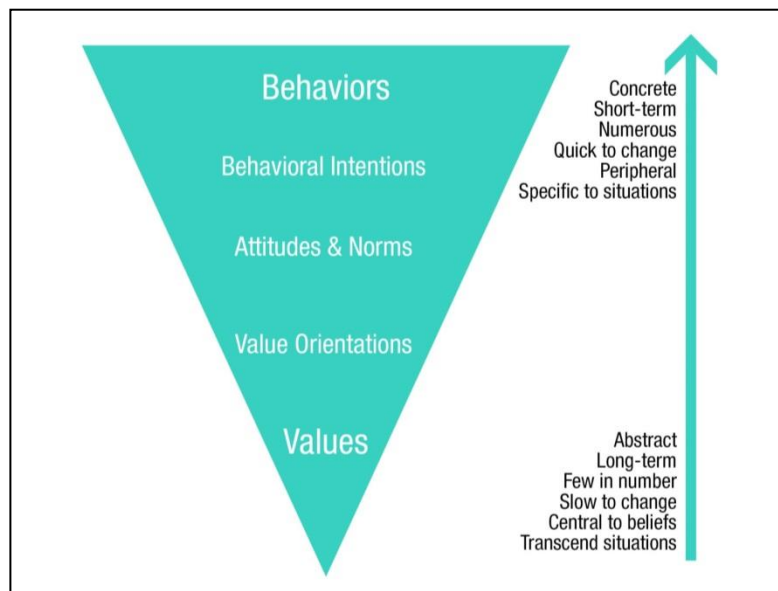 Behaviors
Behavioral Intentions
Attitudes & Norms
Value Orientations
Values
Concrete
Short-term
Numerous
Quick to change
Peripheral
Specific to situations
Abstract
Long-term
Few in number
Slow to change
Central to beliefs
Transcend situations